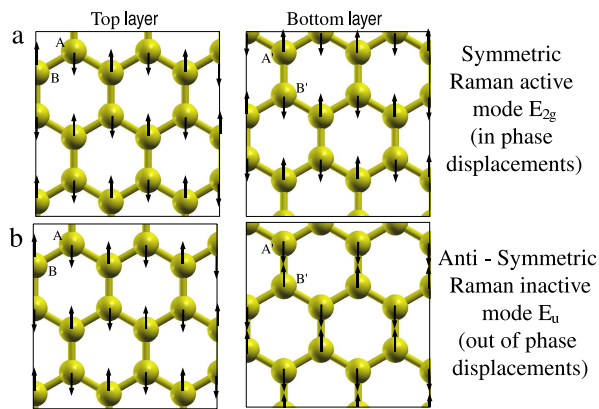 Top layer
Bottom layer
a
A
B
A'
B'
Symmetric
Raman active
mode E2g
(in phase
displacements)
b
A
B
A'
B'
Anti - Symmetric
Raman inactive
mode Eu
(out of phase
displacements)